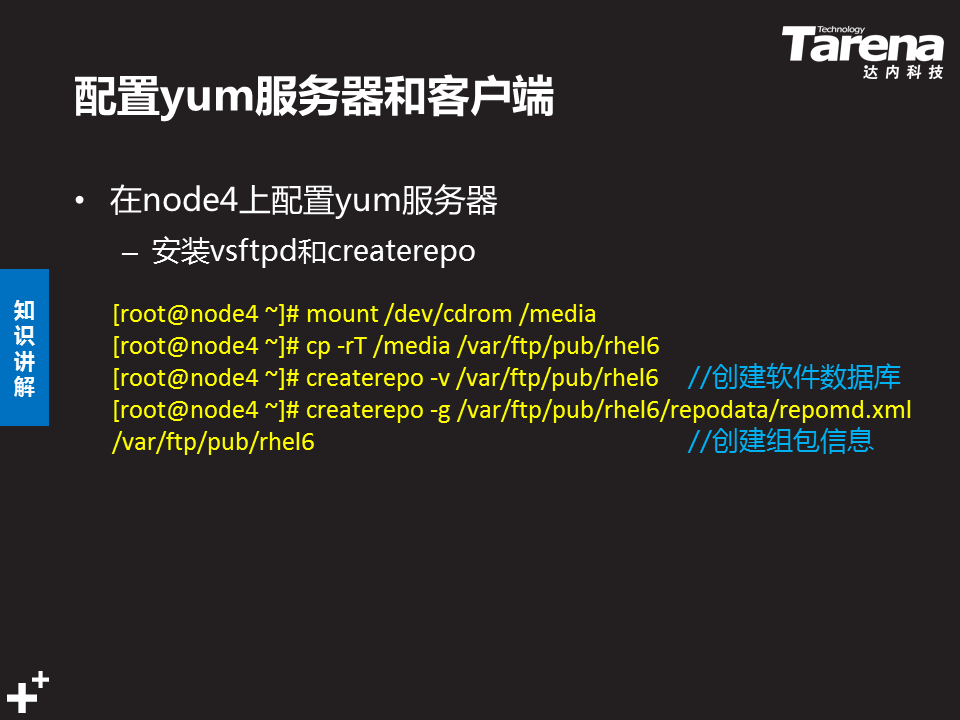 Technology
Tarena
达内科技
配置yum服务器和客户端
• 在node4上配置yum服务器
– 安装vsftpd和createrepo
知识讲解
[root@node4 ~]# mount /dev/cdrom /media
[root@node4 ~]# cp -rT /media /var/ftp/pub/rhel6
[root@node4 ~]# createrepo -v /var/ftp/pub/rhel6 //创建软件数据库
[root@node4 ~]# createrepo -g /var/ftp/pub/rhel6/repodata/repomd.xml
/var/ftp/pub/rhel6 //创建组包信息